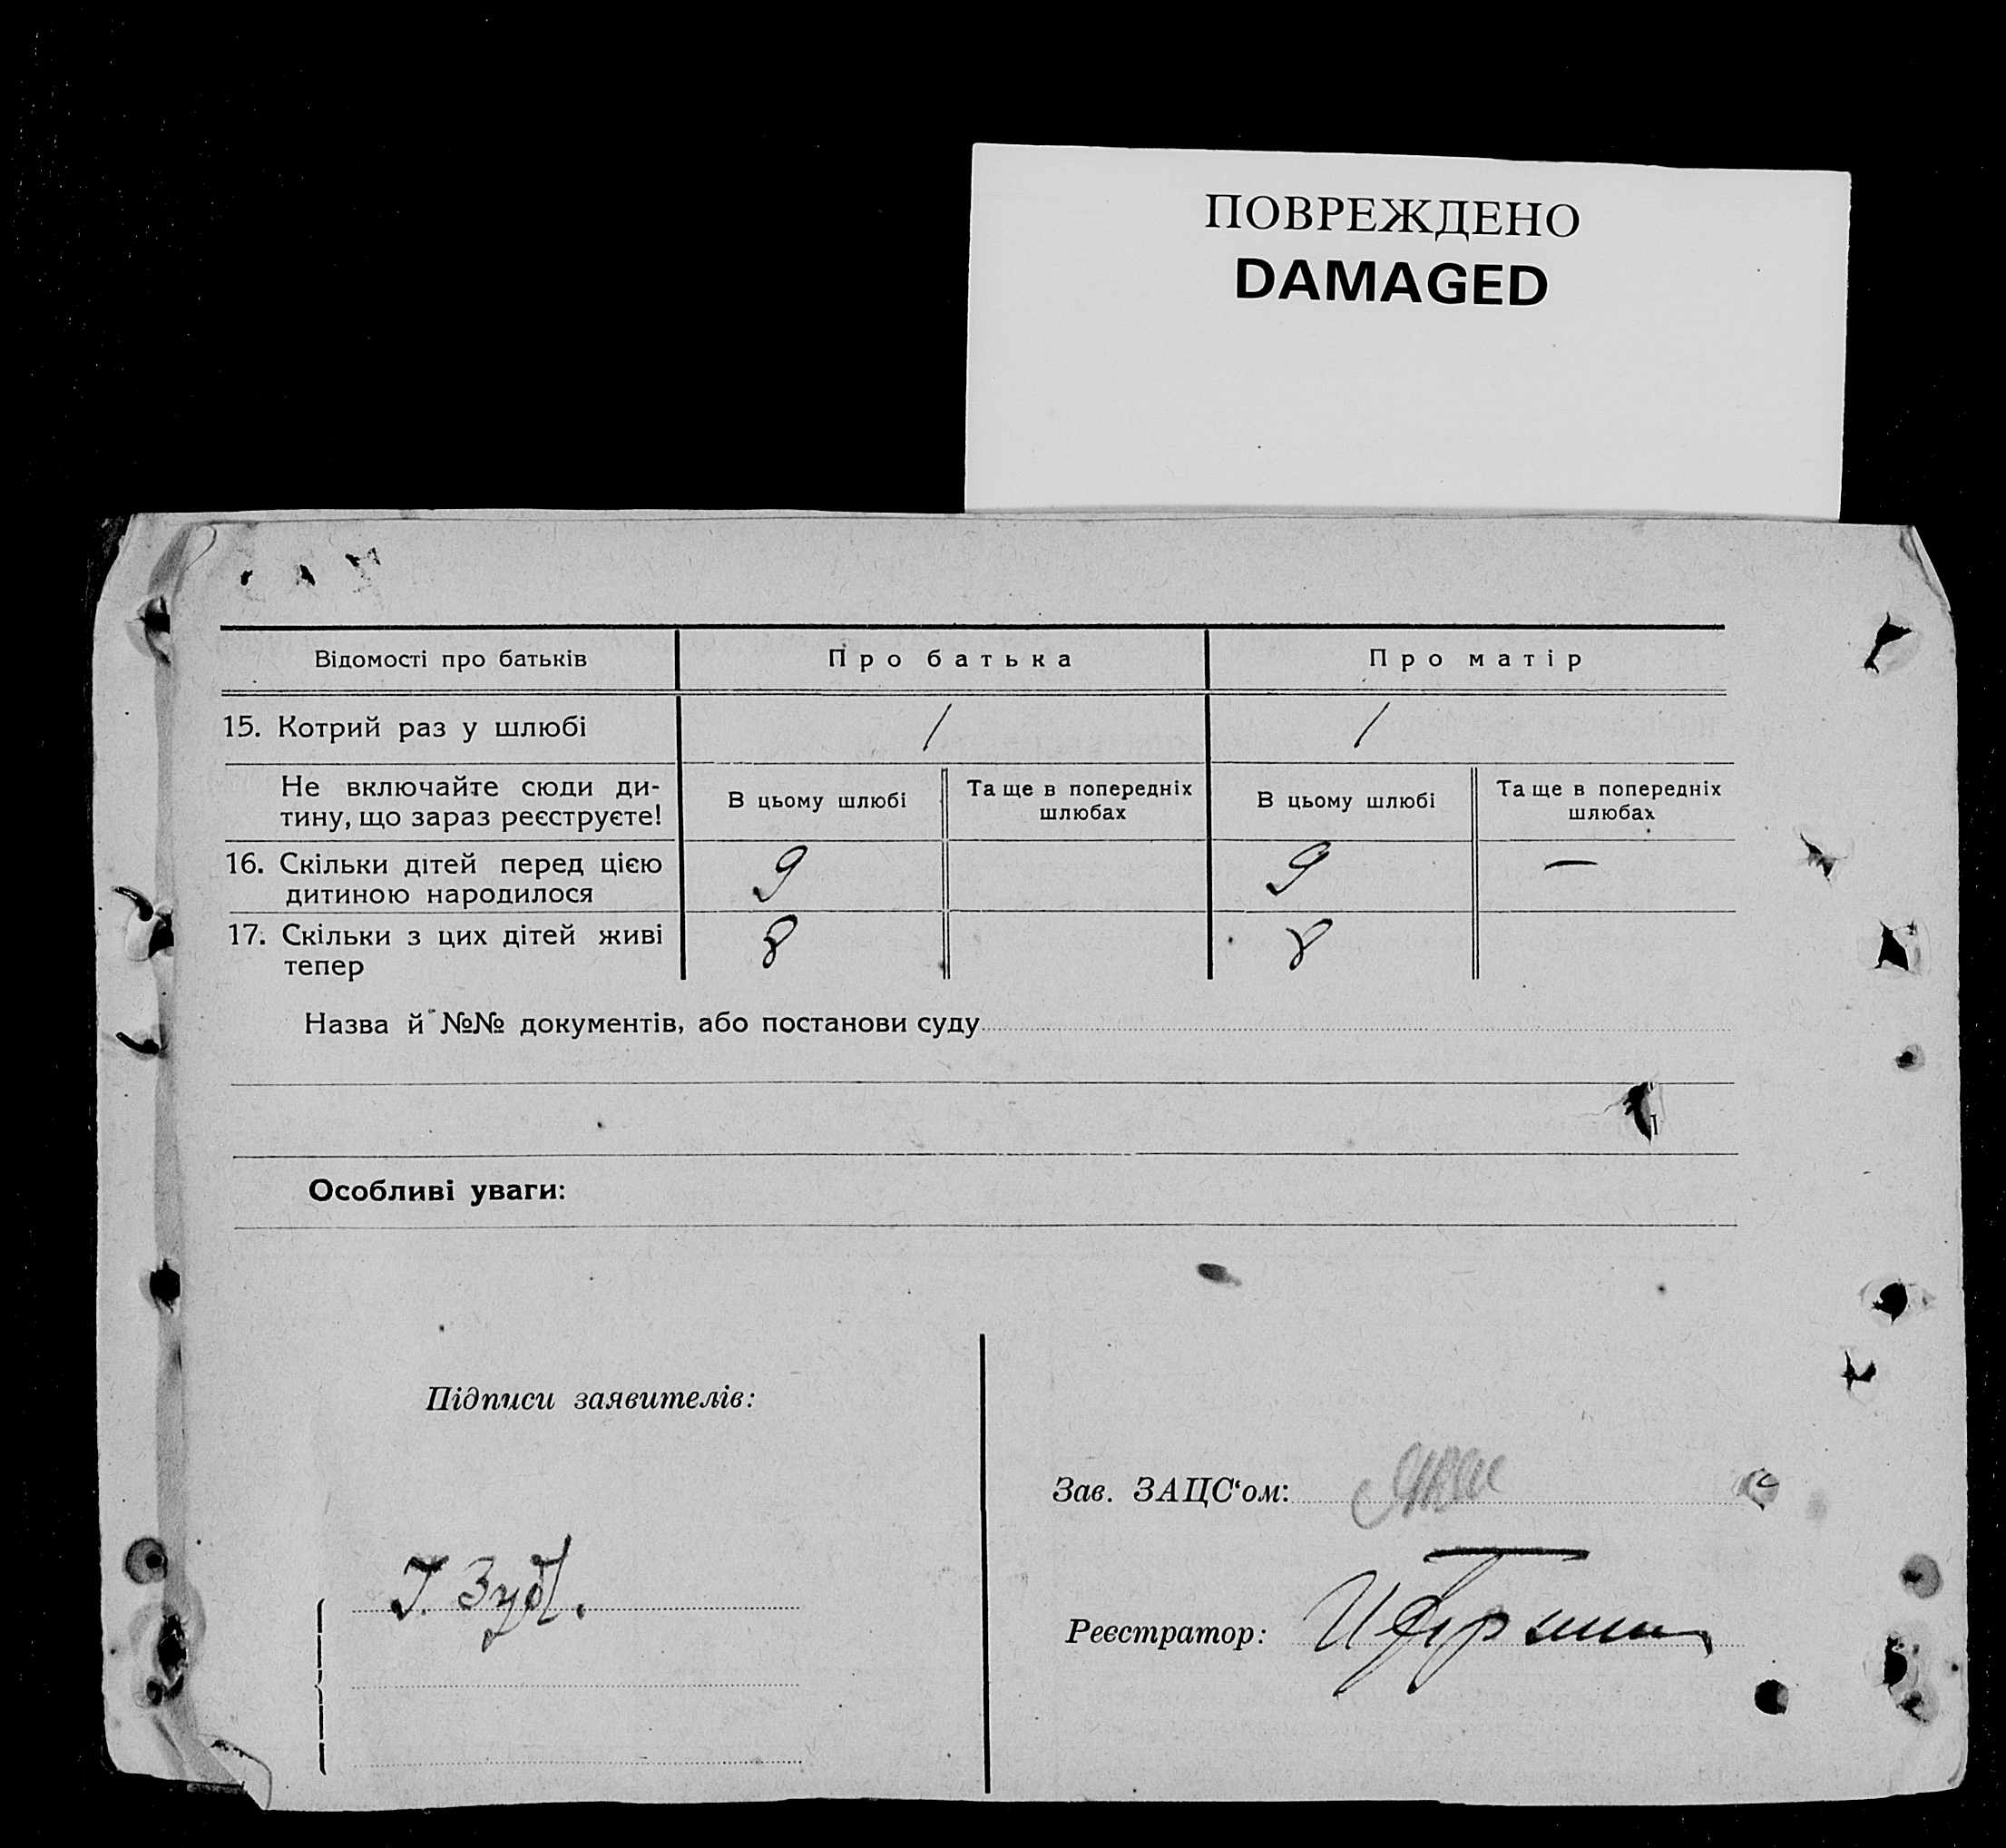 ПОВРЕЖДЕНО
DAMAGED
Відомості про батьків Про батька Про матір
15. Котрий раз у шлюбі / /
Не включайте сюди ди-
тину, що зараз реєструєте!
В цьому шлюбі Та ще в попередніх
шлюбах
В цьому шлюбі Та ще в попередніх
шлюбах
16. Скільки дітей перед цією
дитиною народилося
9 9 —
17. Скільки з цих дітей живі
тепер
8 8
Назва й №№ документів, або постанови суду
Особливі уваги:
Підписи заявителів:
Зав. ЗАЦС‘ом:
І. Зуб.
Реєстратор: